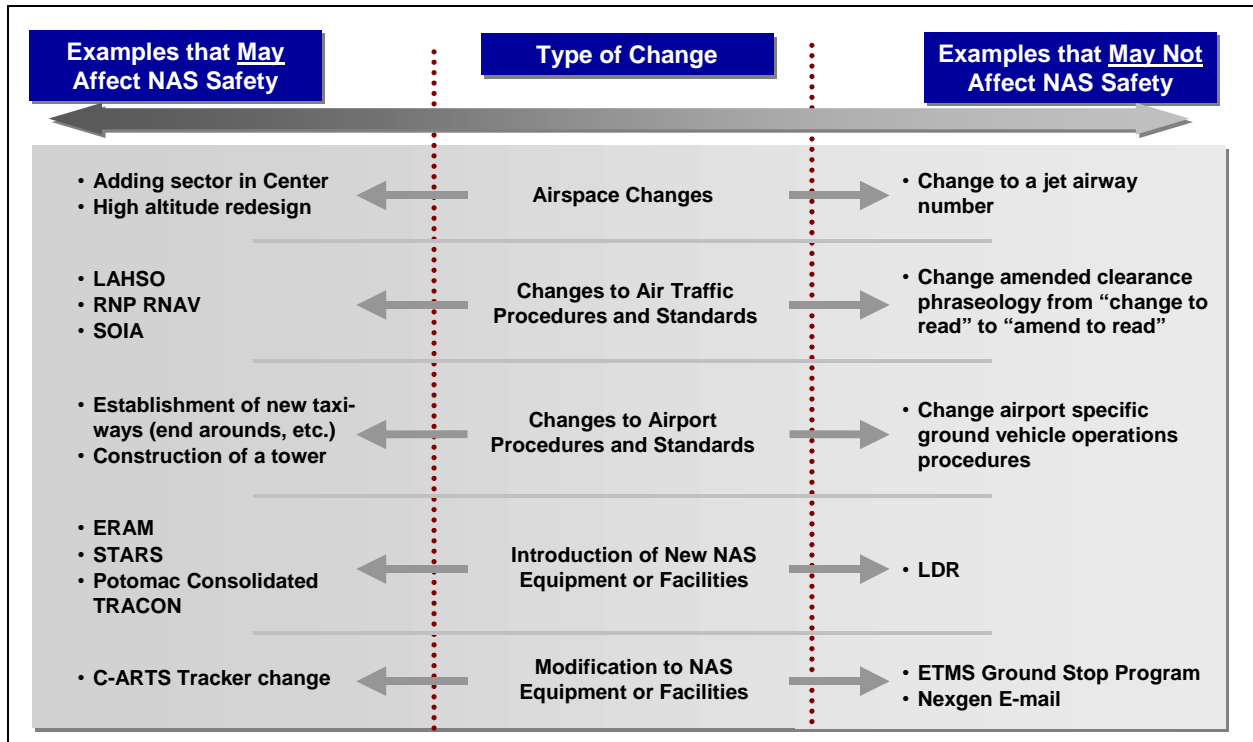 Examples that May
Affect NAS Safety
Type of Change
Examples that May Not
Affect NAS Safety
• Adding sector in Center
• High altitude redesign
Airspace Changes
• Change to a jet airway
number
• LAHSO
• RNP RNAV
• SOIA
Changes to Air Traffic
Procedures and Standards
• Change amended clearance
phraseology from “change to
read” to “amend to read”
• Establishment of new taxi-
ways (end arounds, etc.)
• Construction of a tower
Changes to Airport
Procedures and Standards
• Change airport specific
ground vehicle operations
procedures
• ERAM
• STARS
• Potomac Consolidated
TRACON
Introduction of New NAS
Equipment or Facilities
• LDR
• C-ARTS Tracker change
Modification to NAS
Equipment or Facilities
• ETMS Ground Stop Program
• Nexgen E-mail